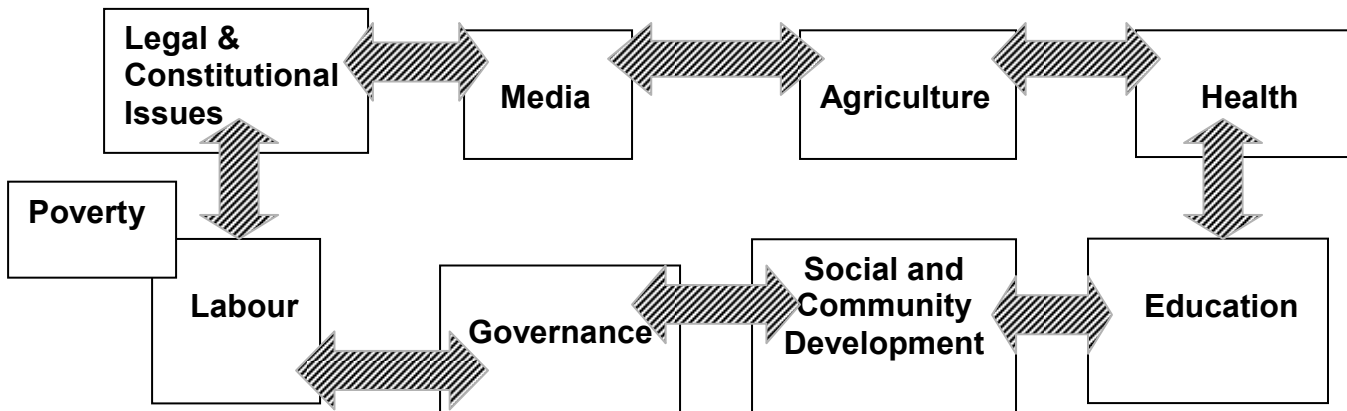 Legal &
Constitutional
Issues
Media
Agriculture
Health
Poverty
Labour
Governance
Social and
Community
Development
Education